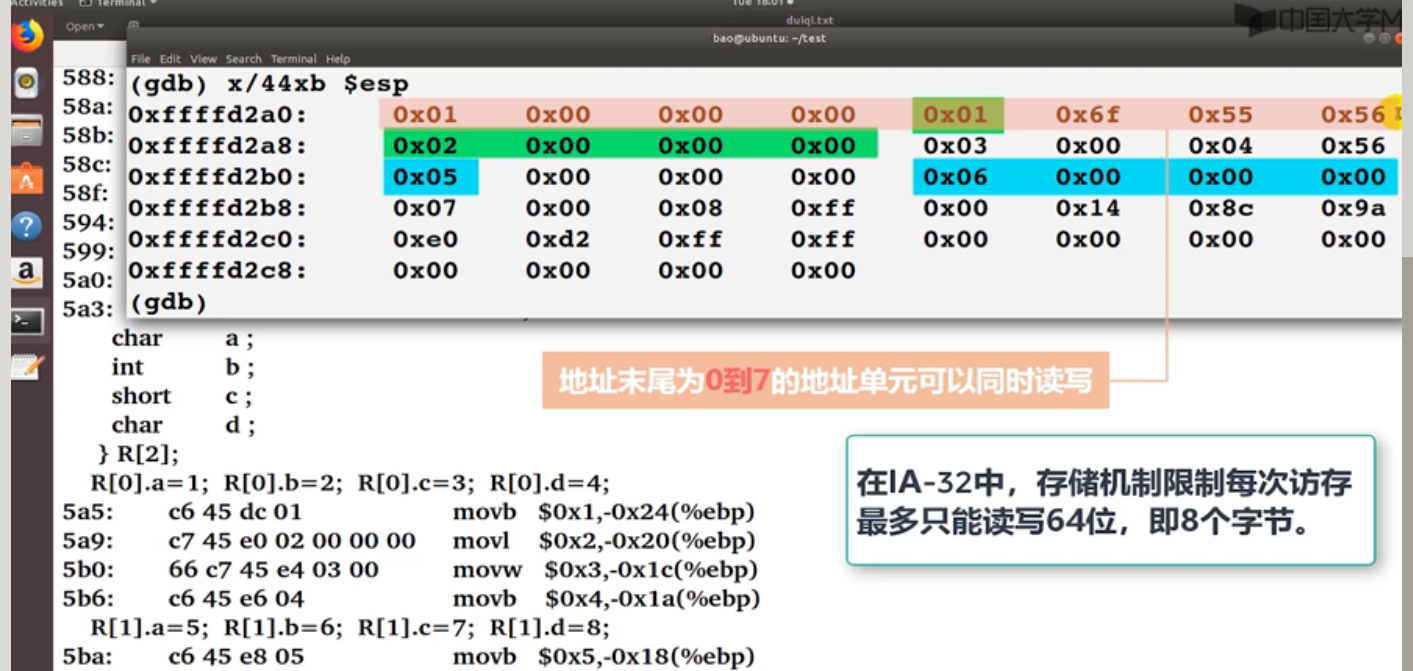 Activities Terminal
Tue 18:01
Open
duiqi.txt
中国大学M
bao@ubuntu: ~/test
File Edit View Search Terminal Help
(gdb) x/44xb $esp
0xffffd2a0: 0x01 0x00 0x00 0x00 0x01 0x6f 0x55 0x56
0xffffd2a8: 0x02 0x00 0x00 0x00 0x03 0x00 0x04 0x56
0xffffd2b0: 0x05 0x00 0x00 0x00 0x06 0x00 0x00 0x00
0xffffd2b8: 0x07 0x00 0x08 0xff 0x00 0x14 0x8c 0x9a
0xffffd2c0: 0xe0 0xd2 0xff 0xff 0x00 0x00 0x00 0x00
0xffffd2c8: 0x00 0x00 0x00 0x00
(gdb)
588:
58a:
58b:
58c:
58f:
594:
599:
5a0:
5a3:
char a ;
int b ;
short c ;
char d ;
} R[2];
R[0].a=1; R[0].b=2; R[0].c=3; R[0].d=4;
5a5: c6 45 dc 01 movb $0x1,-0x24(%ebp)
5a9: c7 45 e0 02 00 00 00 movl $0x2,-0x20(%ebp)
5b0: 66 c7 45 e4 03 00 movw $0x3,-0x1c(%ebp)
5b6: c6 45 e6 04 movb $0x4,-0x1a(%ebp)
R[1].a=5; R[1].b=6; R[1].c=7; R[1].d=8;
5ba: c6 45 e8 05 movb $0x5,-0x18(%ebp)
地址末尾为0到7的地址单元可以同时读写
在IA-32中，存储机制限制每次访存
最多只能读写64位，即8个字节。